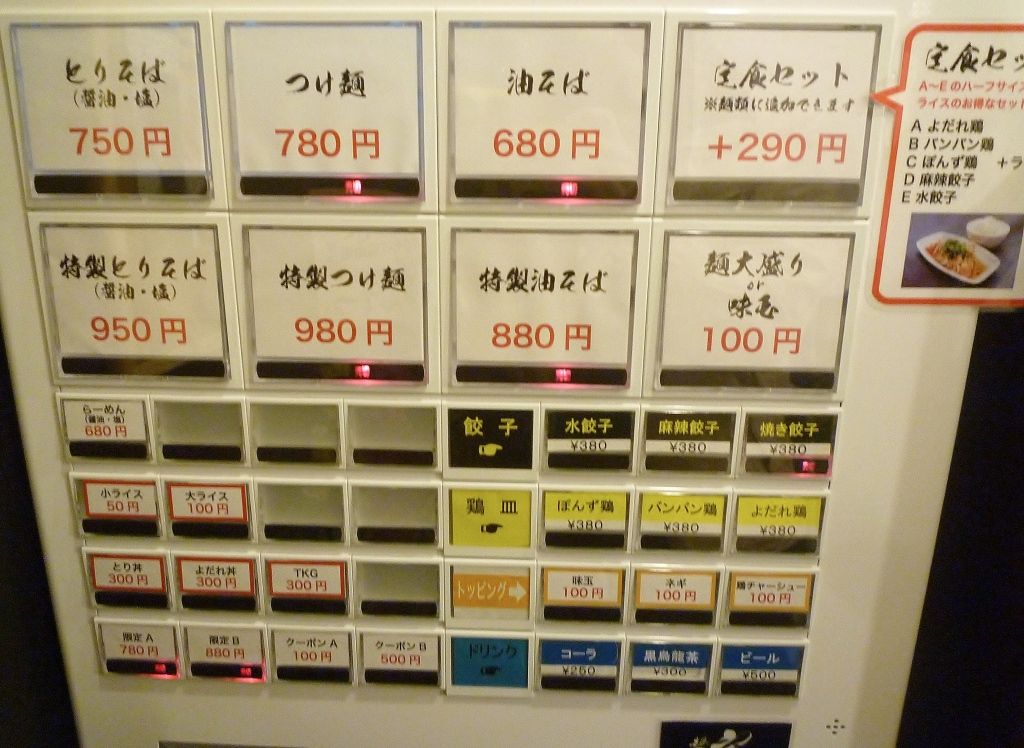 とりそば
(醤油・塩)
750円
つけ麺
780円
油そば
680円
定食セット
※麺類に追加できます
+290円
定食セッ
A〜Eのハーフサイズ
ライスのお得なセット
A よだれ鶏
B バンバン鶏
C ぽんず鶏 +ラ
D 麻辣餃子
E 水餃子
特製とりそば
(醤油・塩)
950円
特製つけ麺
980円
特製油そば
880円
麺大盛り
or
味玉
100円
らーめん
(醤油・塩)
680円
餃子
水餃子
¥380
麻辣餃子
¥380
焼き餃子
¥380
小ライス
50円
大ライス
100円
鶏皿
ぽんず鶏
¥380
バンバン鶏
¥380
よだれ鶏
¥380
とり丼
300円
よだれ丼
300円
TKG
300円
トッピング
味玉
100円
ネギ
100円
鶏チャーシュー
100円
限定A
780円
限定B
880円
クーポンA
100円
クーポンB
500円
ドリンク
コーラ
¥250
黒烏龍茶
¥300
ビール
¥500